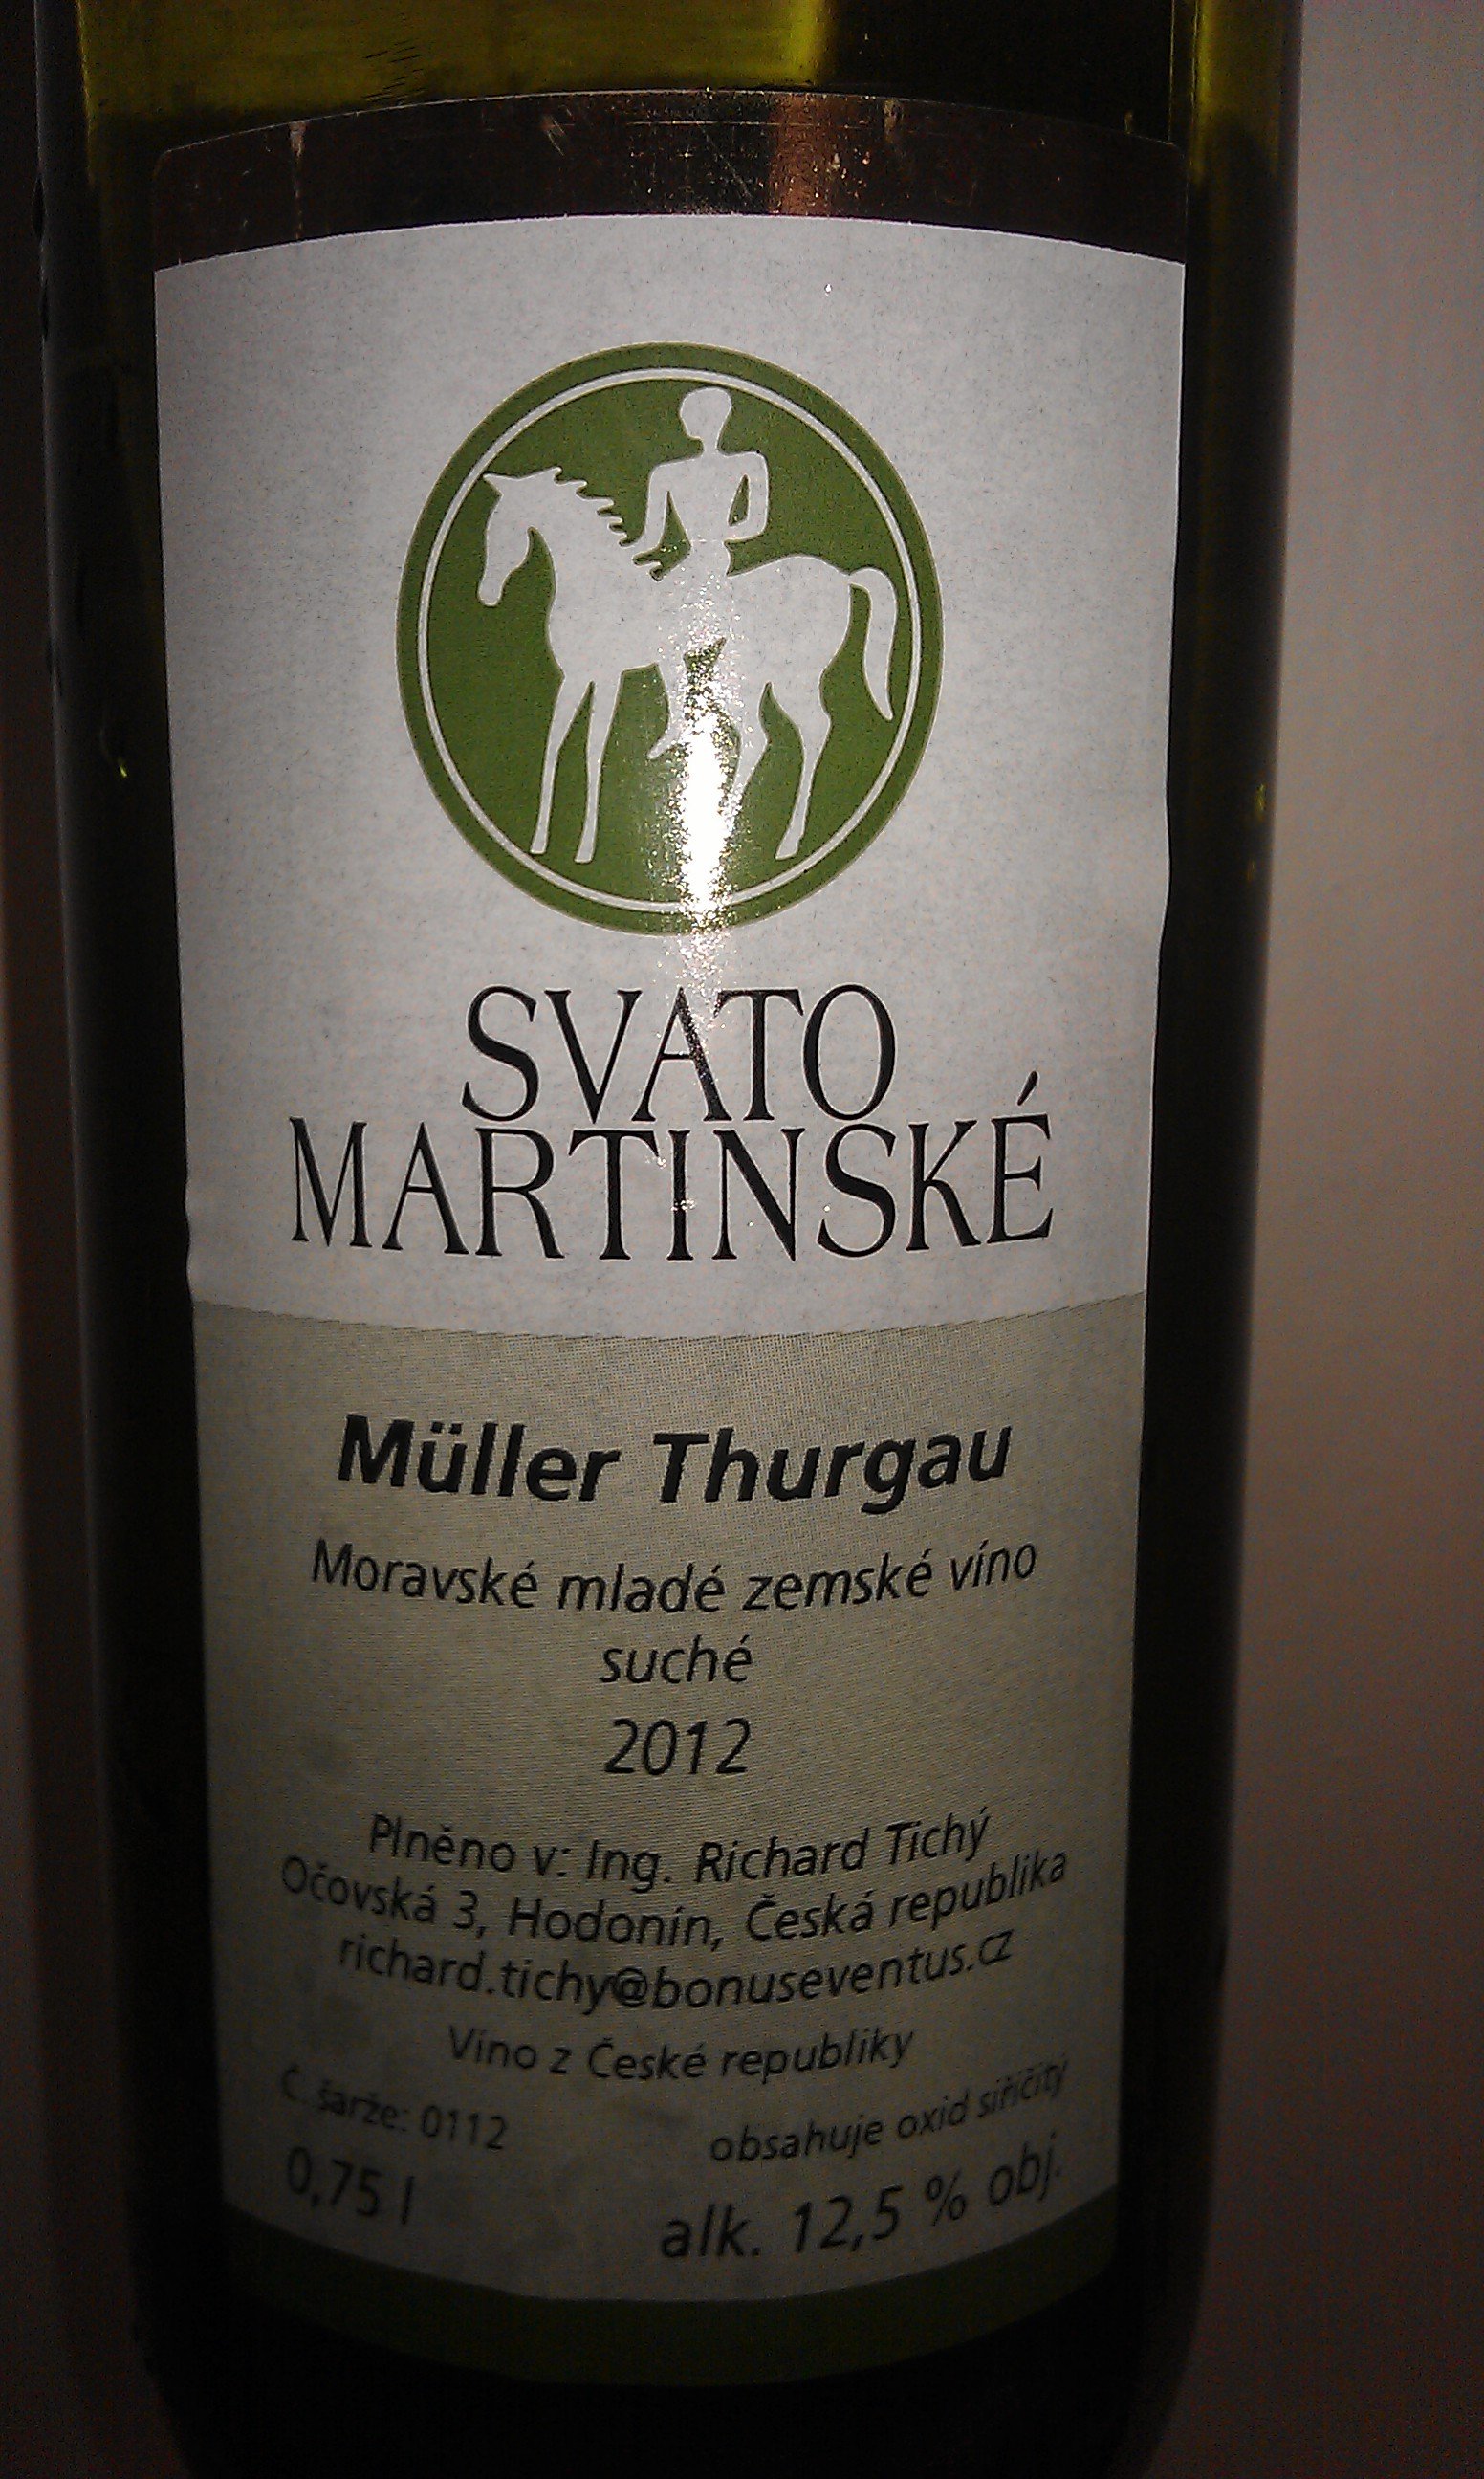 SVATO
MARTINSKÉ
Müller Thurgau
Moravské mladé zemské víno
suché
2012
Plněno v: Ing. Richard Tichý
Očovská 3, Hodonín, Česká republika
richard.tichy@bonuseventus.cz
Víno z České republiky
Č. šarže: 0112
obsahuje oxid siřičitý
0,75 l
alk. 12,5 % obj.